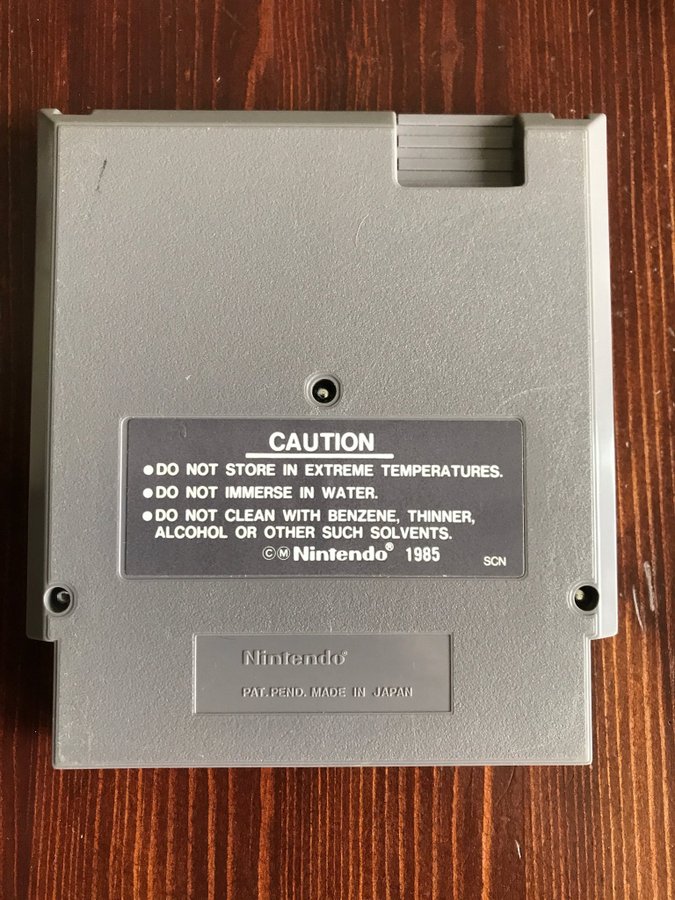 CAUTION
●DO NOT STORE IN EXTREME TEMPERATURES.
●DO NOT IMMERSE IN WATER.
●DO NOT CLEAN WITH BENZENE, THINNER,
ALCOHOL OR OTHER SUCH SOLVENTS.
©Ⓜ Nintendo® 1985 SCN
Nintendo®
PAT. PEND. MADE IN JAPAN